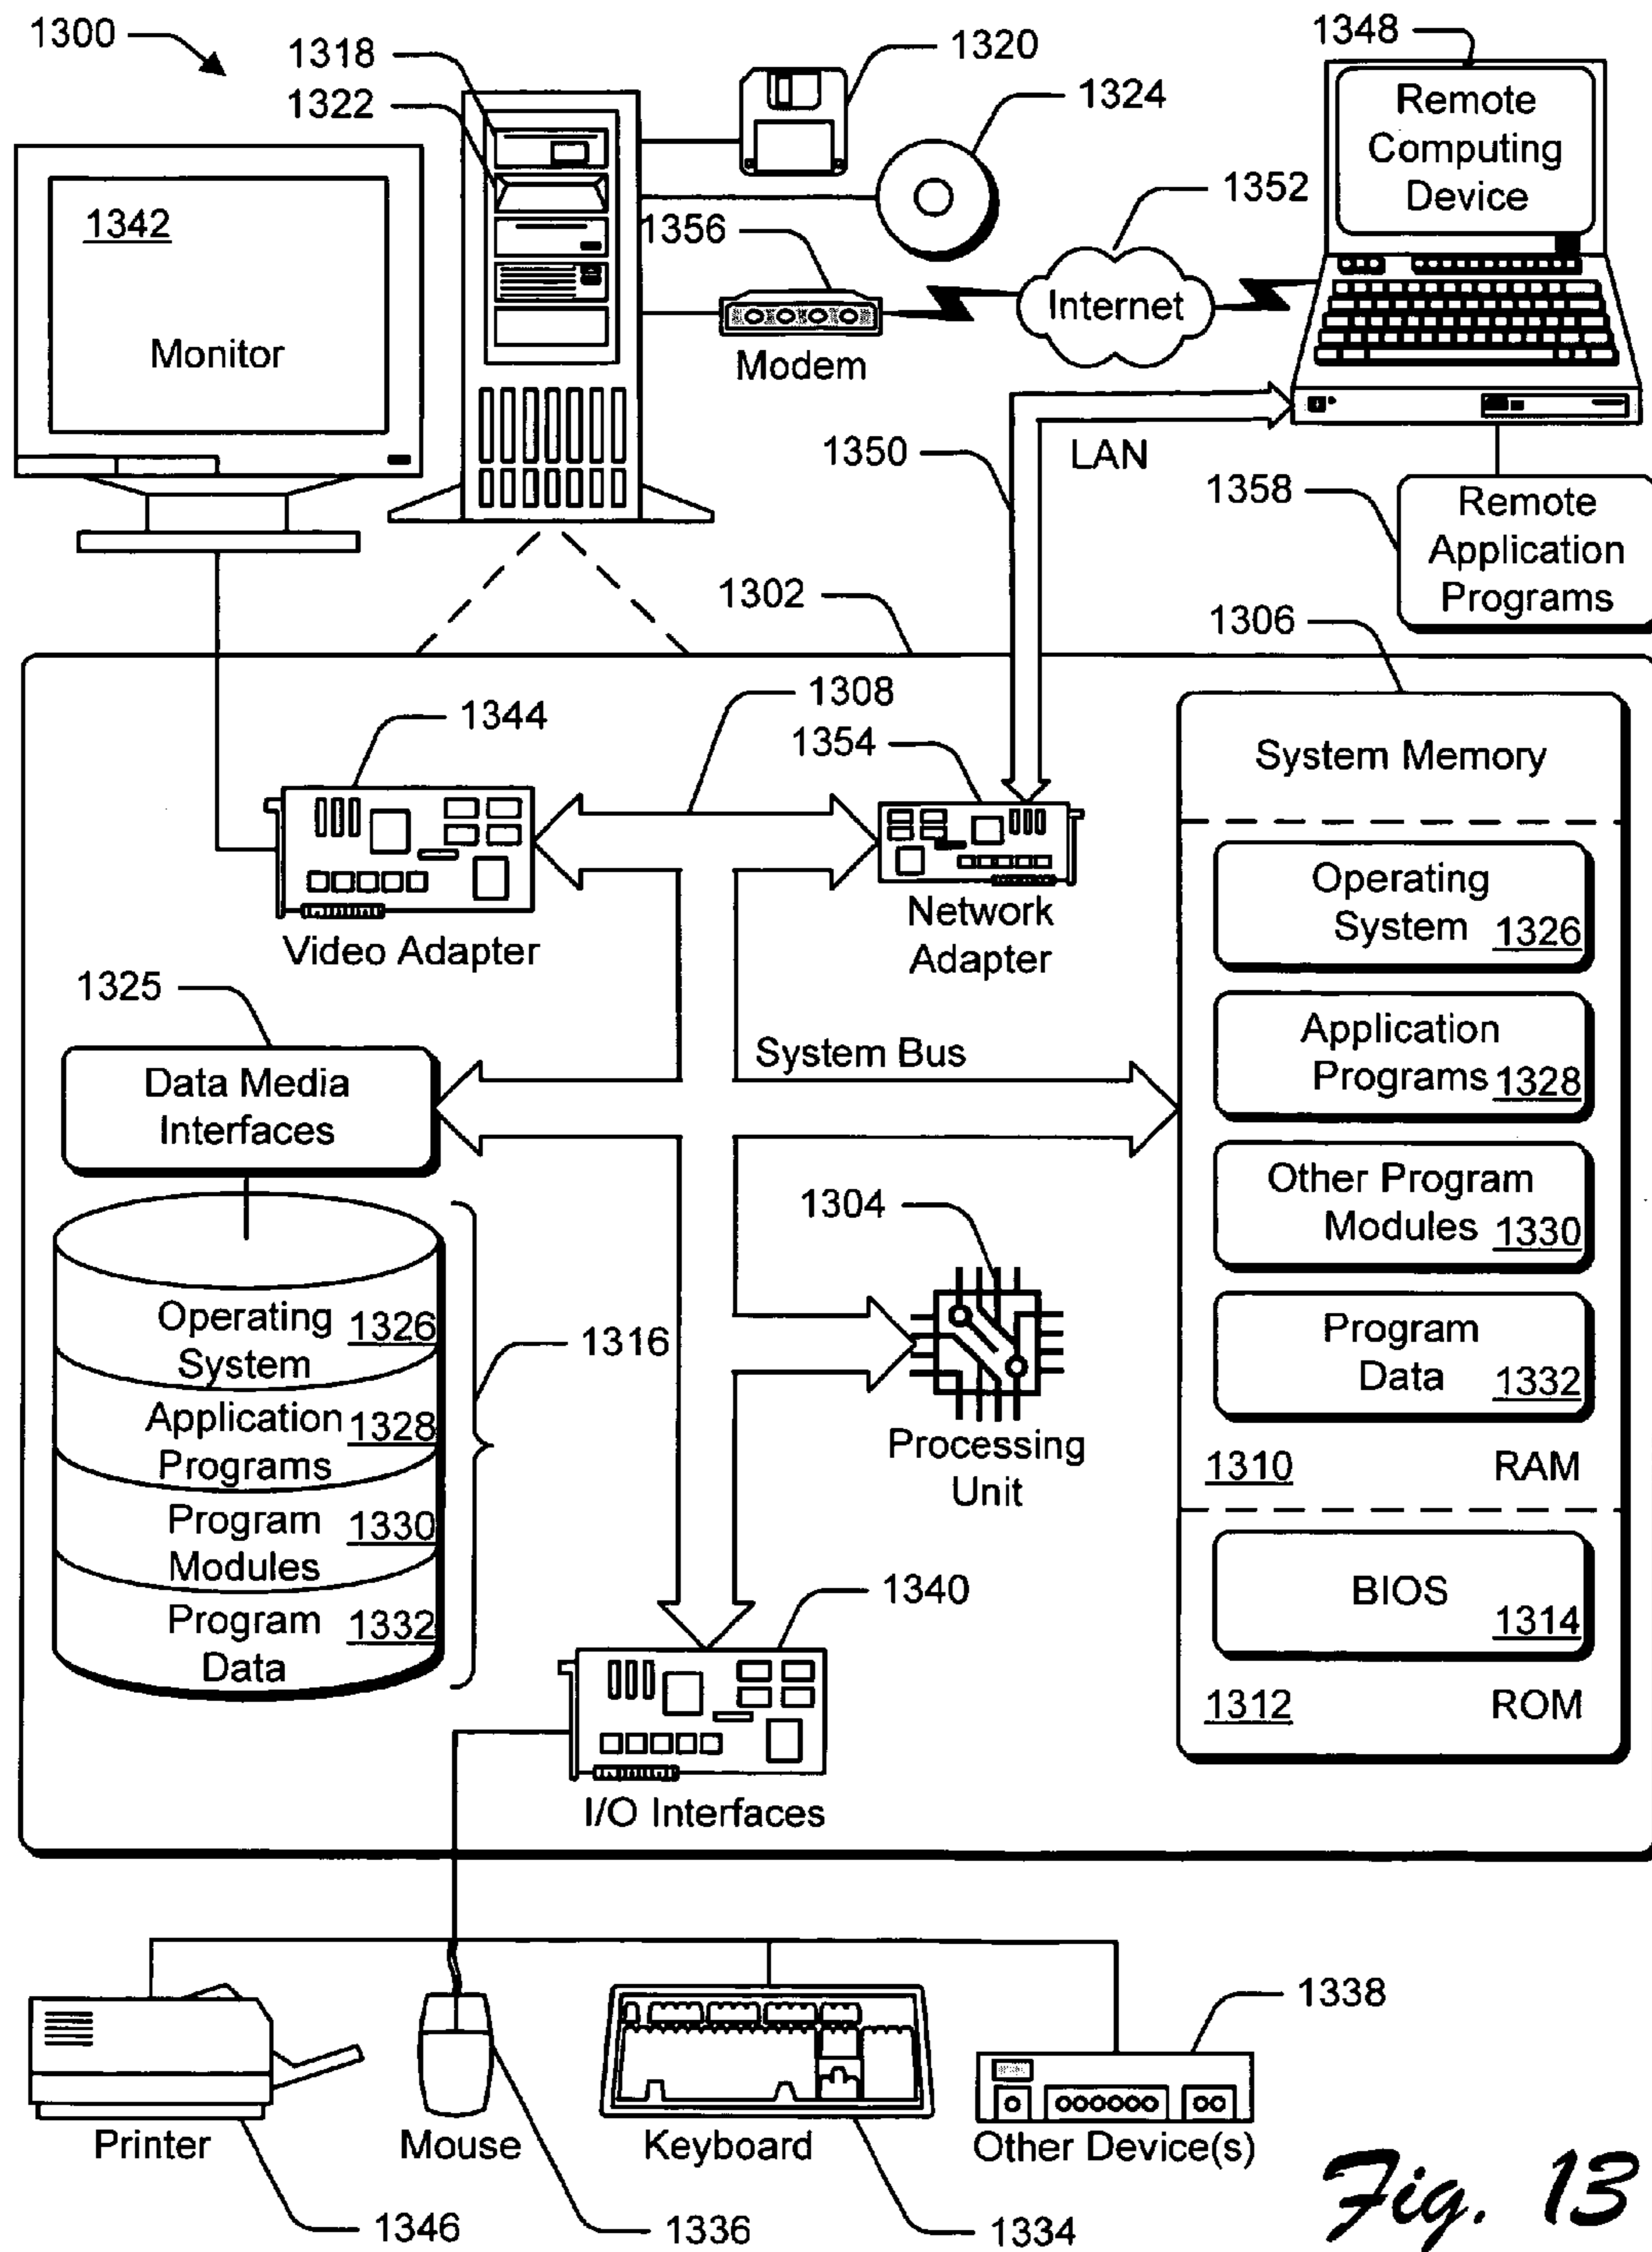 1300
1318
1322
1320
1324
1348
Remote
Computing
Device
1352
1342
Monitor
1356
Modem
Internet
1350
LAN
1358
Remote
Application
Programs
1302
1306
1308
1344
1354
Video Adapter
Network
Adapter
System Memory
Operating
System 1326
Application
Programs 1328
Other Program
Modules 1330
Program
Data 1332
1310 RAM
BIOS
1314
1312 ROM
1325
Data Media
Interfaces
System Bus
1304
Processing
Unit
Operating 1326
System
Application 1328
Programs
Program 1330
Modules
Program 1332
Data
1316
1340
I/O Interfaces
1338
Printer
Mouse
Keyboard
Other Device(s)
1346
1336
1334
Fig. 13